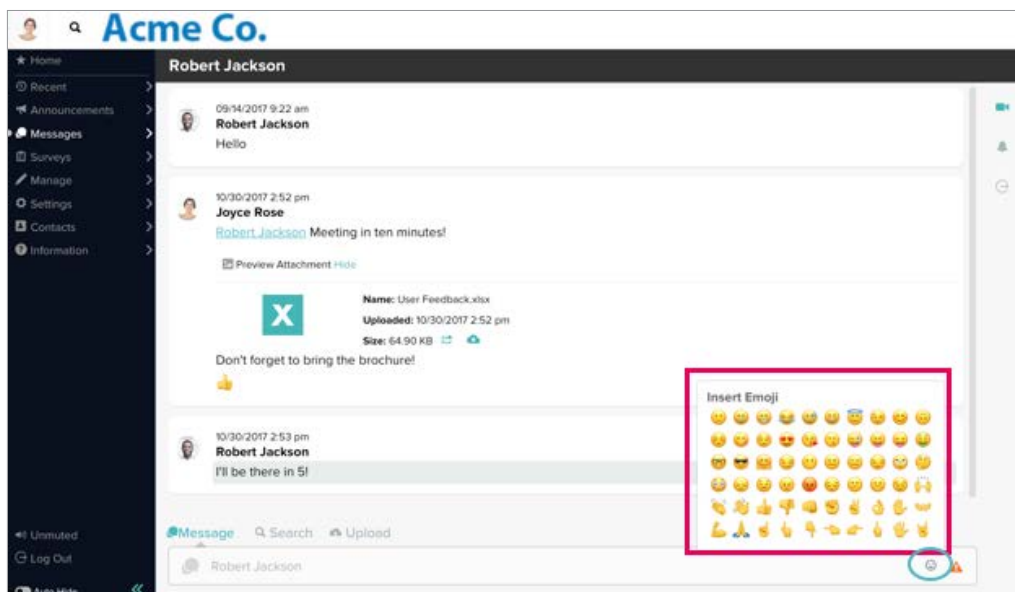 Acme Co.
Home
Recent
Announcements
Messages
Surveys
Manage
Settings
Contacts
Information
Unmuted
Log Out
Auto Hide
Robert Jackson
09/14/2017 9:22 am
Robert Jackson
Hello
10/30/2017 2:52 pm
Joyce Rose
Robert Jackson Meeting in ten minutes!
Preview Attachment Hide
X
Name: User Feedback.xlsx
Uploaded: 10/30/2017 2:52 pm
Size: 64.90 KB
Don't forget to bring the brochure!
10/30/2017 2:53 pm
Robert Jackson
I'll be there in 5!
Insert Emoji
Message Search Upload
Robert Jackson